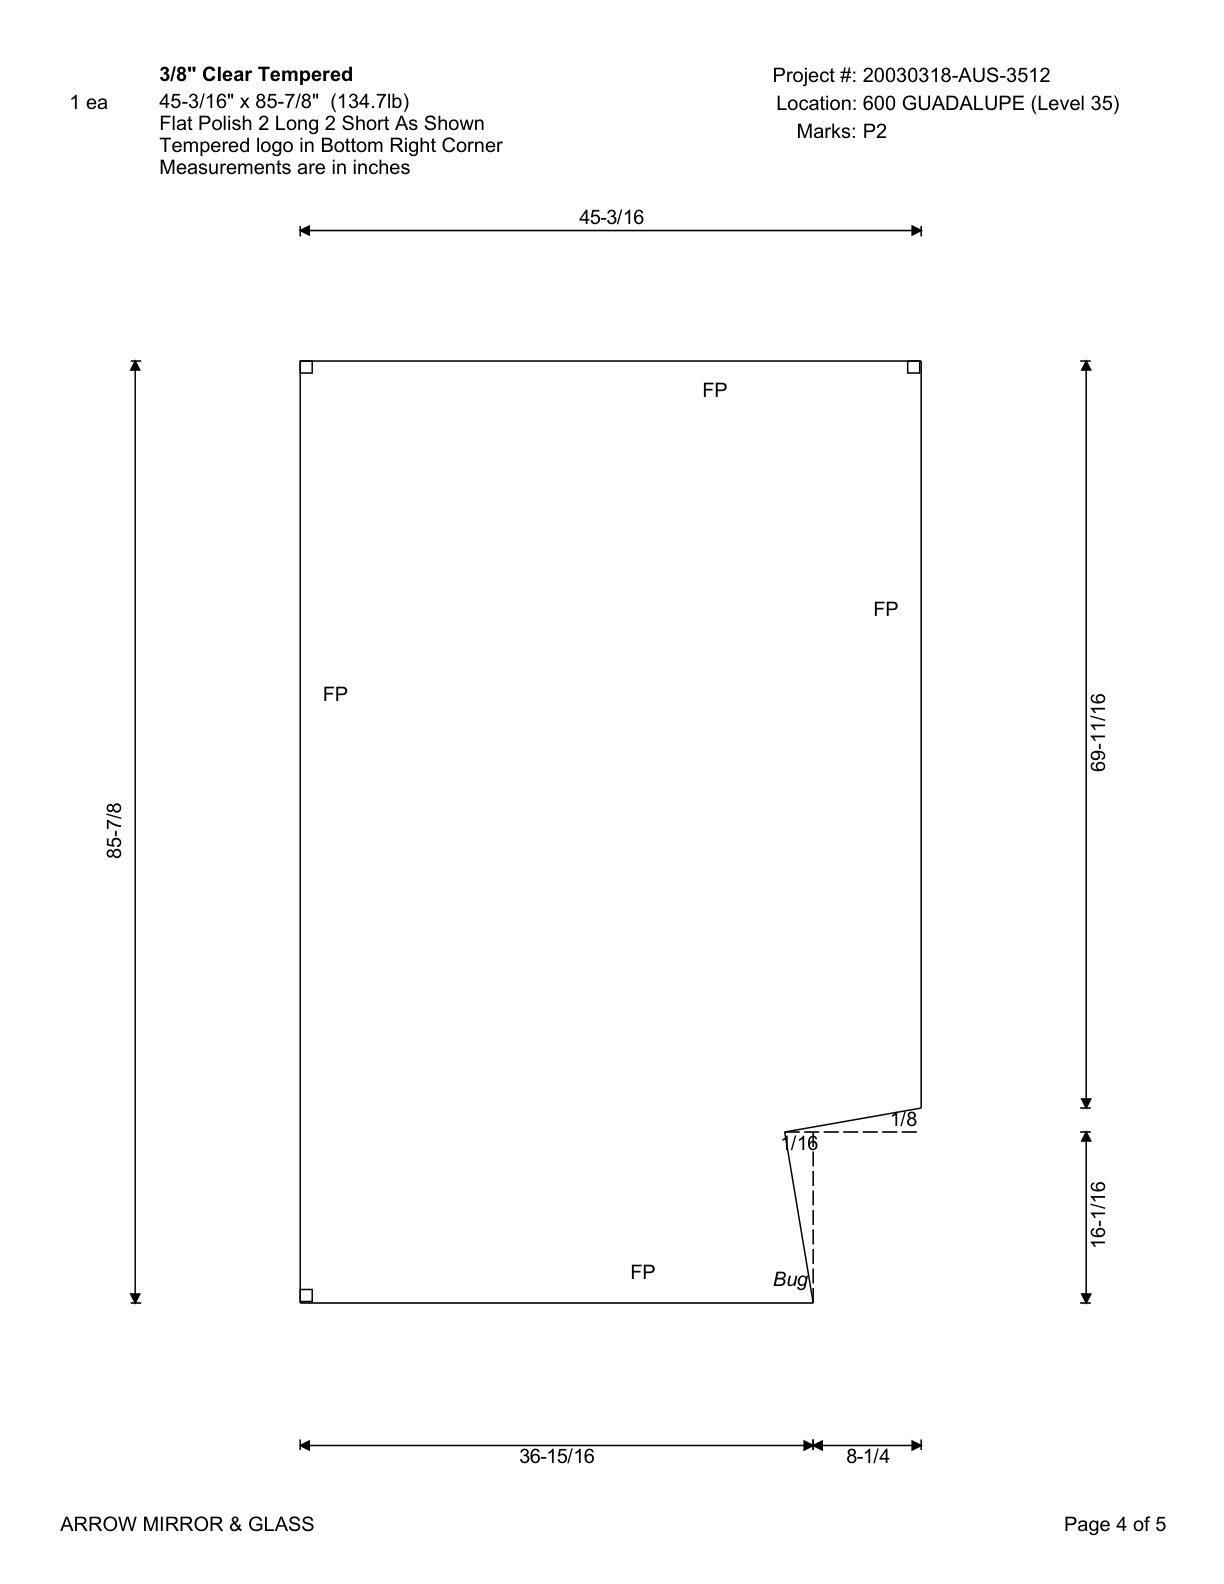 3/8" Clear Tempered
Project #: 20030318-AUS-3512
1 ea
45-3/16" x 85-7/8" (134.7lb)
Location: 600 GUADALUPE (Level 35)
Flat Polish 2 Long 2 Short As Shown
Marks: P2
Tempered logo in Bottom Right Corner
Measurements are in inches
45-3/16
FP
FP
FP
69-11/16
85-7/8
1/8
1/16
16-1/16
FP
Bug
36-15/16
8-1/4
ARROW MIRROR & GLASS
Page 4 of 5